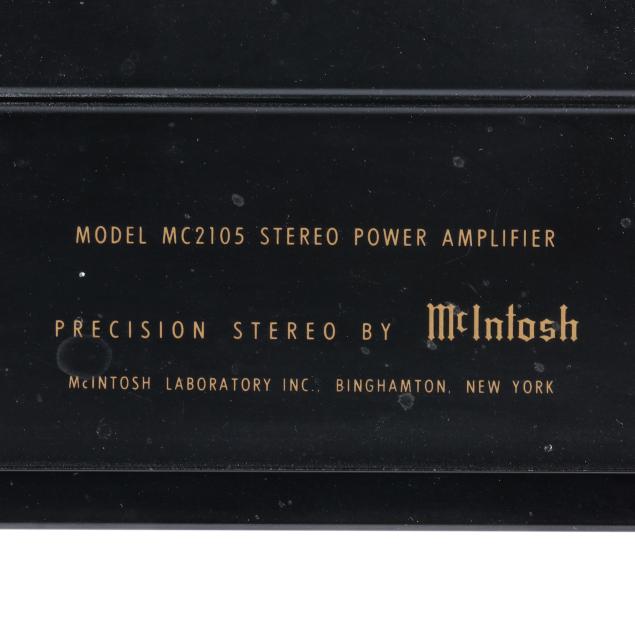 MODEL MC2105 STEREO POWER AMPLIFIER
PRECISION STEREO BY McIntosh
McINTOSH LABORATORY INC., BINGHAMTON, NEW YORK